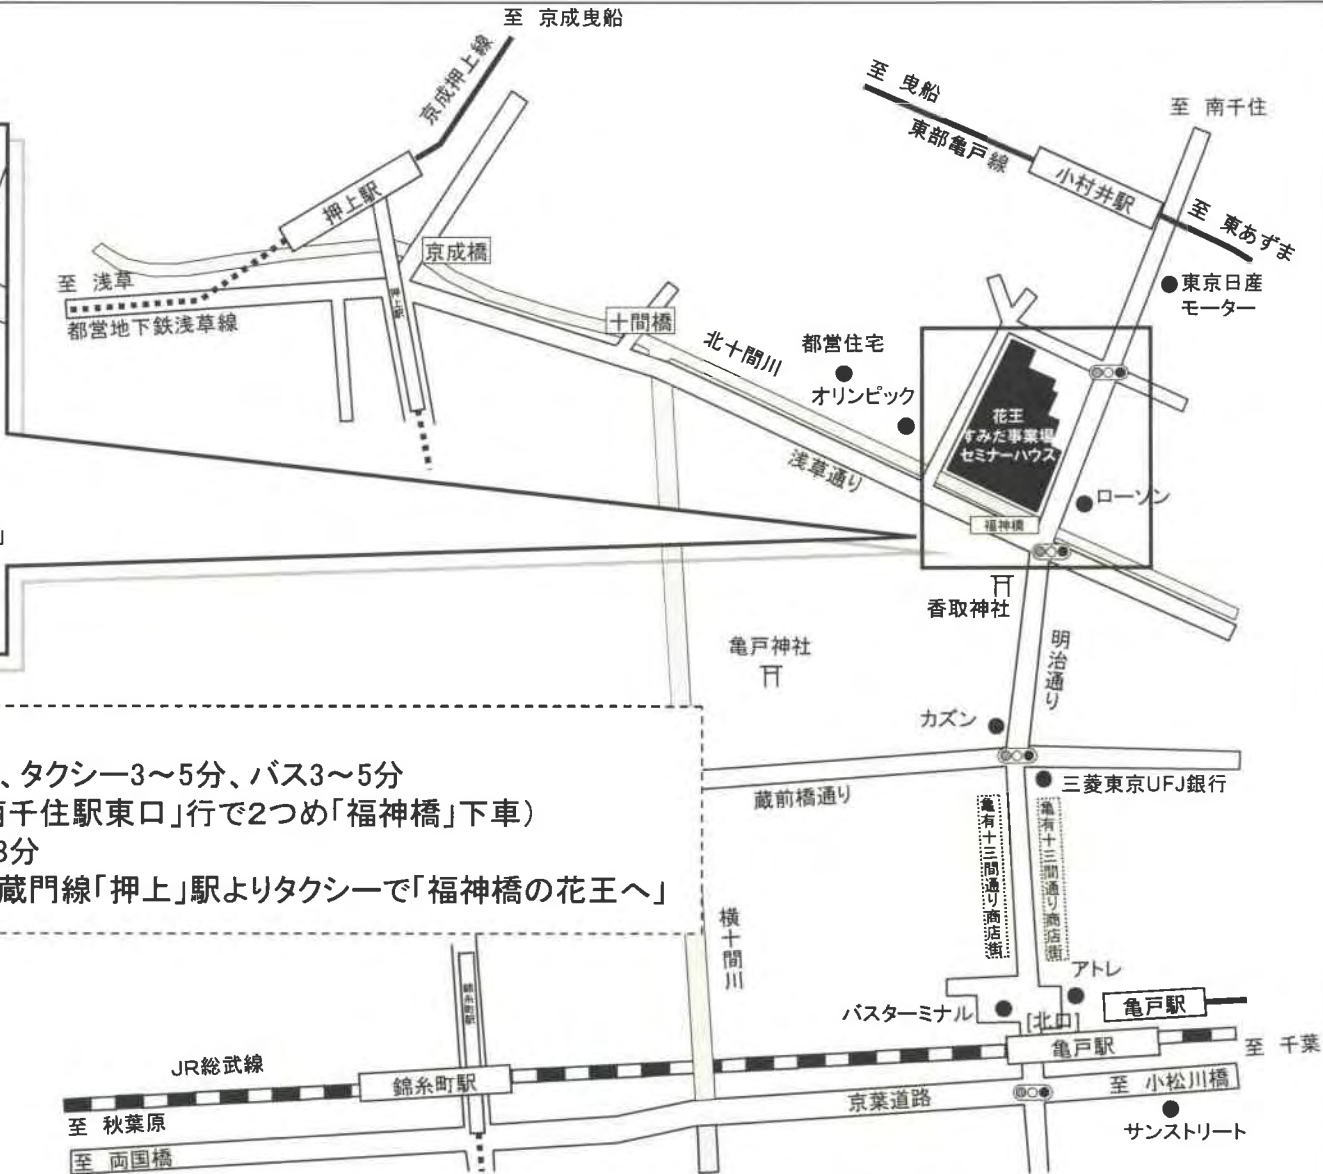 至 京成曳船
京成押上線
至 曳船
東部亀戸線
至 南千住
小村井駅
至 東あずま
押上駅
京成橋
至 浅草
都営地下鉄浅草線
押上駅
十間橋
北十間川
都営住宅
オリンピック
東京日産
モーター
花王
すみだ事業場
セミナーハウス
浅草通り
ローソン
福神橋
」
香取神社
亀戸神社
明治通り
カズン
蔵前橋通り
三菱東京UFJ銀行
、タクシー3〜5分、バス3〜5分
千住駅東口」行で2つめ「福神橋」下車）
分
蔵門線「押上」駅よりタクシーで「福神橋の花王へ」
亀有十三間通り商店街
亀有十三間通り商店街
横十間川
錦糸町駅
アトレ
バスターミナル
[北口]
亀戸駅
亀戸駅
至 千葉
JR総武線
錦糸町駅
至 秋葉原
京葉道路
至 小松川橋
サンストリート
至 両国橋